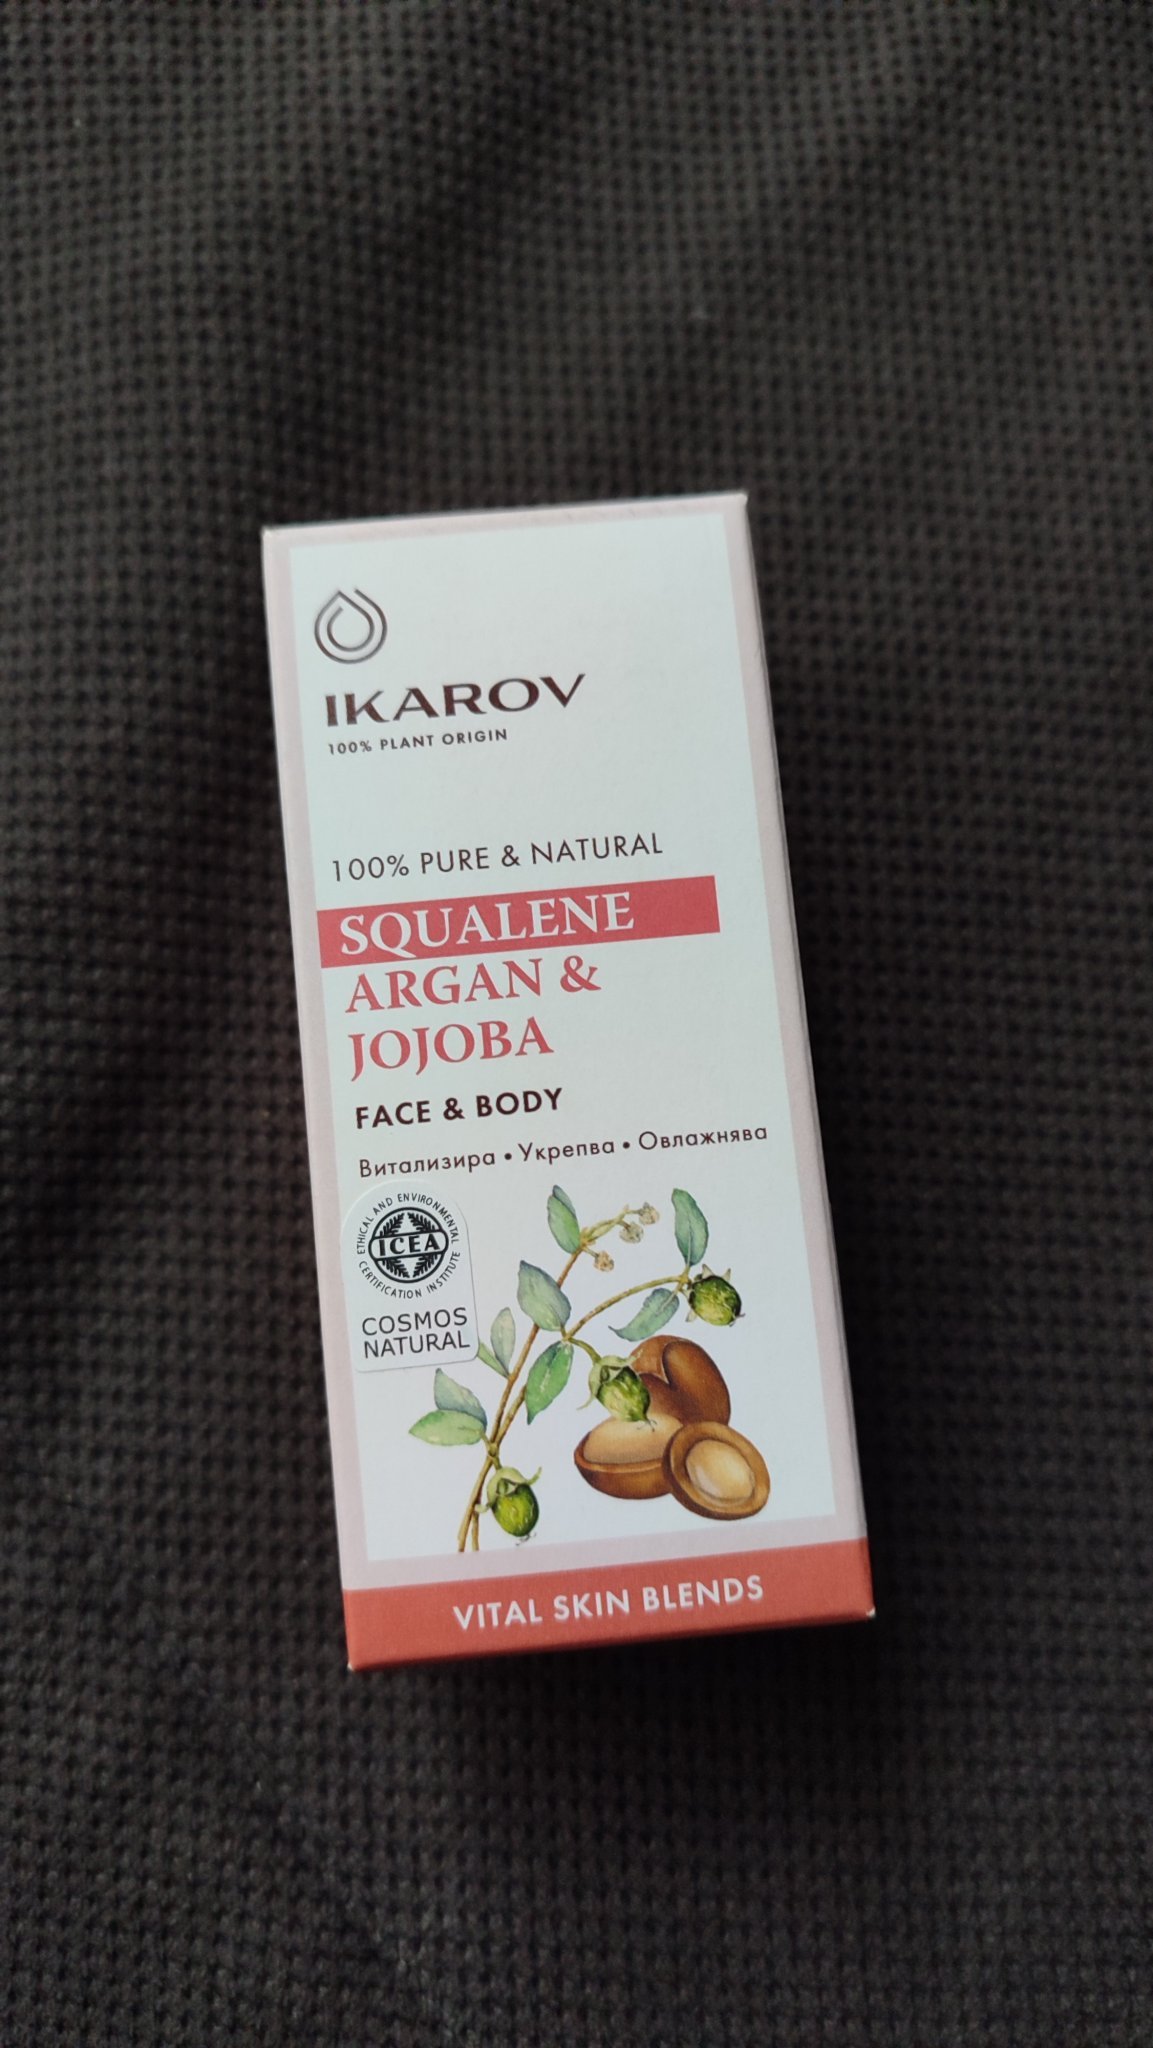 IKAROV
100% PLANT ORIGIN
100% PURE & NATURAL
SQUALENE
ARGAN &
JOJOBA
FACE & BODY
Витализира • Укрепва • Овлажнява
ETHICAL AND ENVIRONMENTAL
ICEA
CERTIFICATION INSTITUTE
COSMOS
NATURAL
VITAL SKIN BLENDS